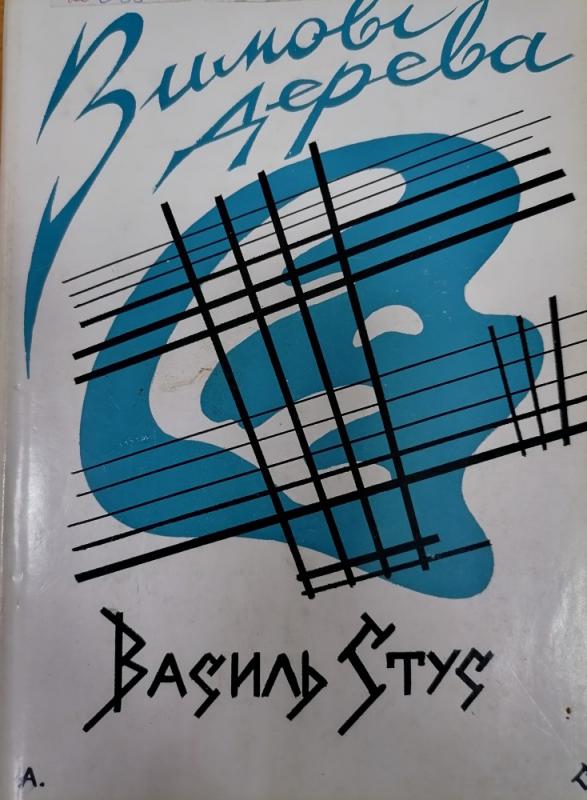 Зимові
дерева
Василь Стус
А.